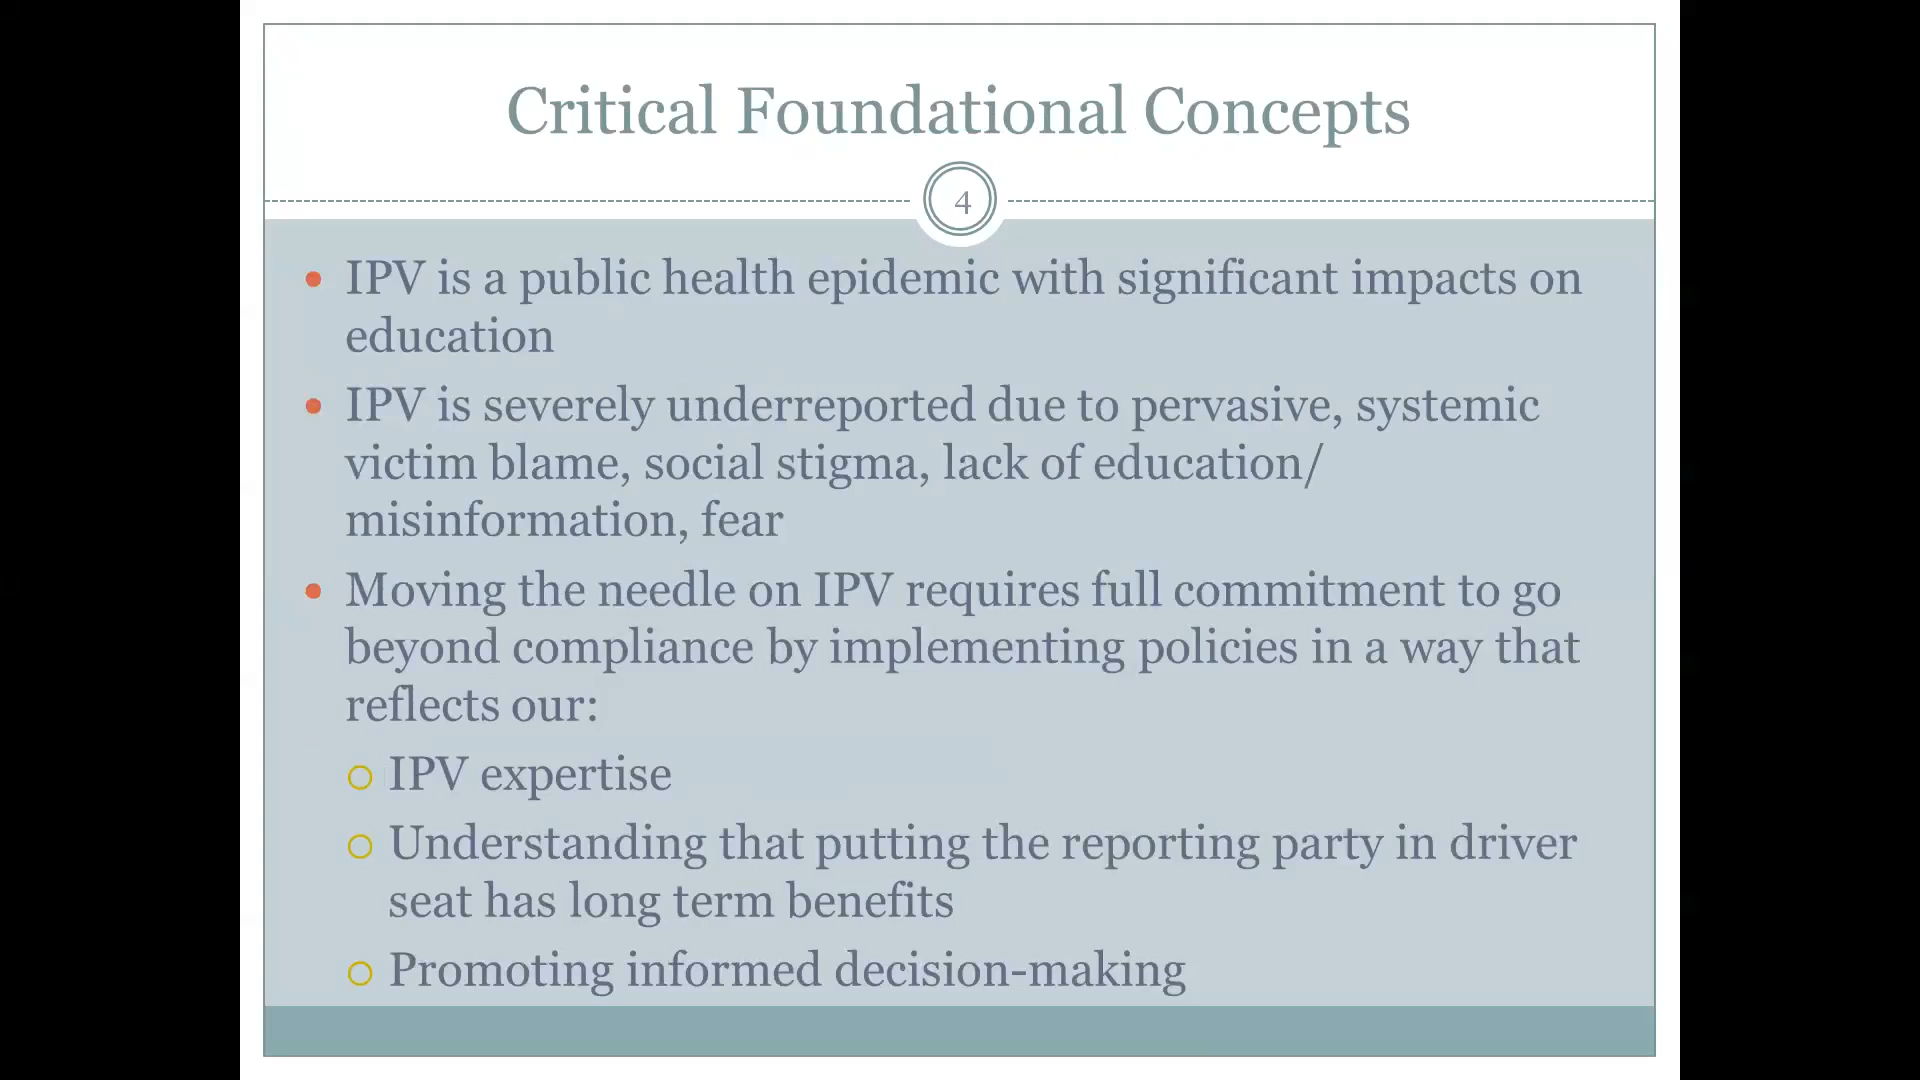 Critical Foundational Concepts
4
• IPV is a public health epidemic with significant impacts on
education
• IPV is severely underreported due to pervasive, systemic
victim blame, social stigma, lack of education/
misinformation, fear
• Moving the needle on IPV requires full commitment to go
beyond compliance by implementing policies in a way that
reflects our:
○ IPV expertise
○ Understanding that putting the reporting party in driver
seat has long term benefits
○ Promoting informed decision-making